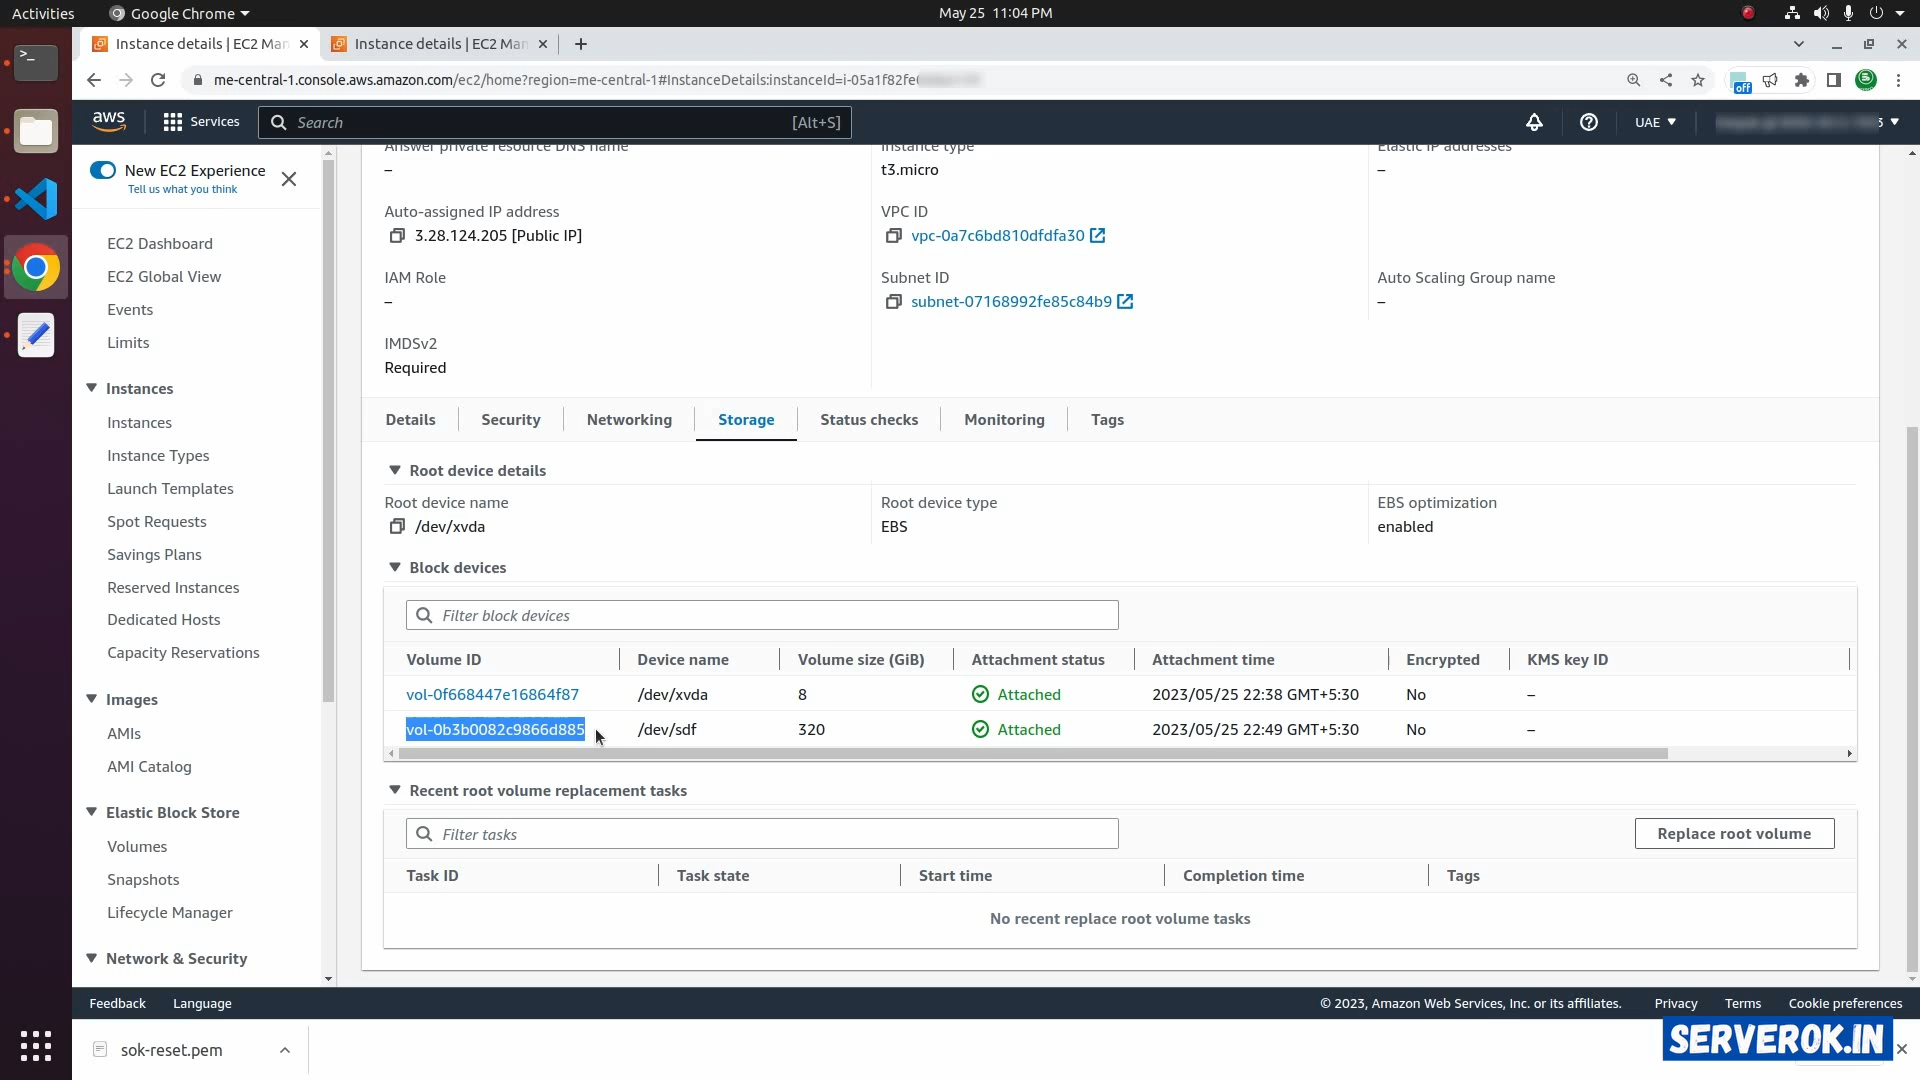 Activities
Google Chrome
May 25 11:04 PM
Instance details | EC2 Man
Instance details | EC2 Man
me-central-1.console.aws.amazon.com/ec2/home?region=me-central-1#InstanceDetails:instanceId=i-05a1f82fe
off
aws
Services
Search
[Alt+S]
UAE
New EC2 Experience
Tell us what you think
EC2 Dashboard
EC2 Global View
Events
Limits
Instances
Instances
Instance Types
Launch Templates
Spot Requests
Savings Plans
Reserved Instances
Dedicated Hosts
Capacity Reservations
Images
AMIs
AMI Catalog
Elastic Block Store
Volumes
Snapshots
Lifecycle Manager
Network & Security
Answer private resource DNS name
–
Instance type
t3.micro
Elastic IP addresses
–
Auto-assigned IP address
3.28.124.205 [Public IP]
VPC ID
vpc-0a7c6bd810dfdfa30
IAM Role
–
Subnet ID
subnet-07168992fe85c84b9
Auto Scaling Group name
–
IMDSv2
Required
Details Security Networking Storage Status checks Monitoring Tags
Root device details
Root device name
/dev/xvda
Root device type
EBS
EBS optimization
enabled
Block devices
Filter block devices
Volume ID Device name Volume size (GiB) Attachment status Attachment time Encrypted KMS key ID
vol-0f668447e16864f87 /dev/xvda 8 Attached 2023/05/25 22:38 GMT+5:30 No –
vol-0b3b0082c9866d885 /dev/sdf 320 Attached 2023/05/25 22:49 GMT+5:30 No –
Recent root volume replacement tasks
Filter tasks
Replace root volume
Task ID Task state Start time Completion time Tags
No recent replace root volume tasks
Feedback Language
© 2023, Amazon Web Services, Inc. or its affiliates. Privacy Terms Cookie preferences
sok-reset.pem
SERVEROK.IN